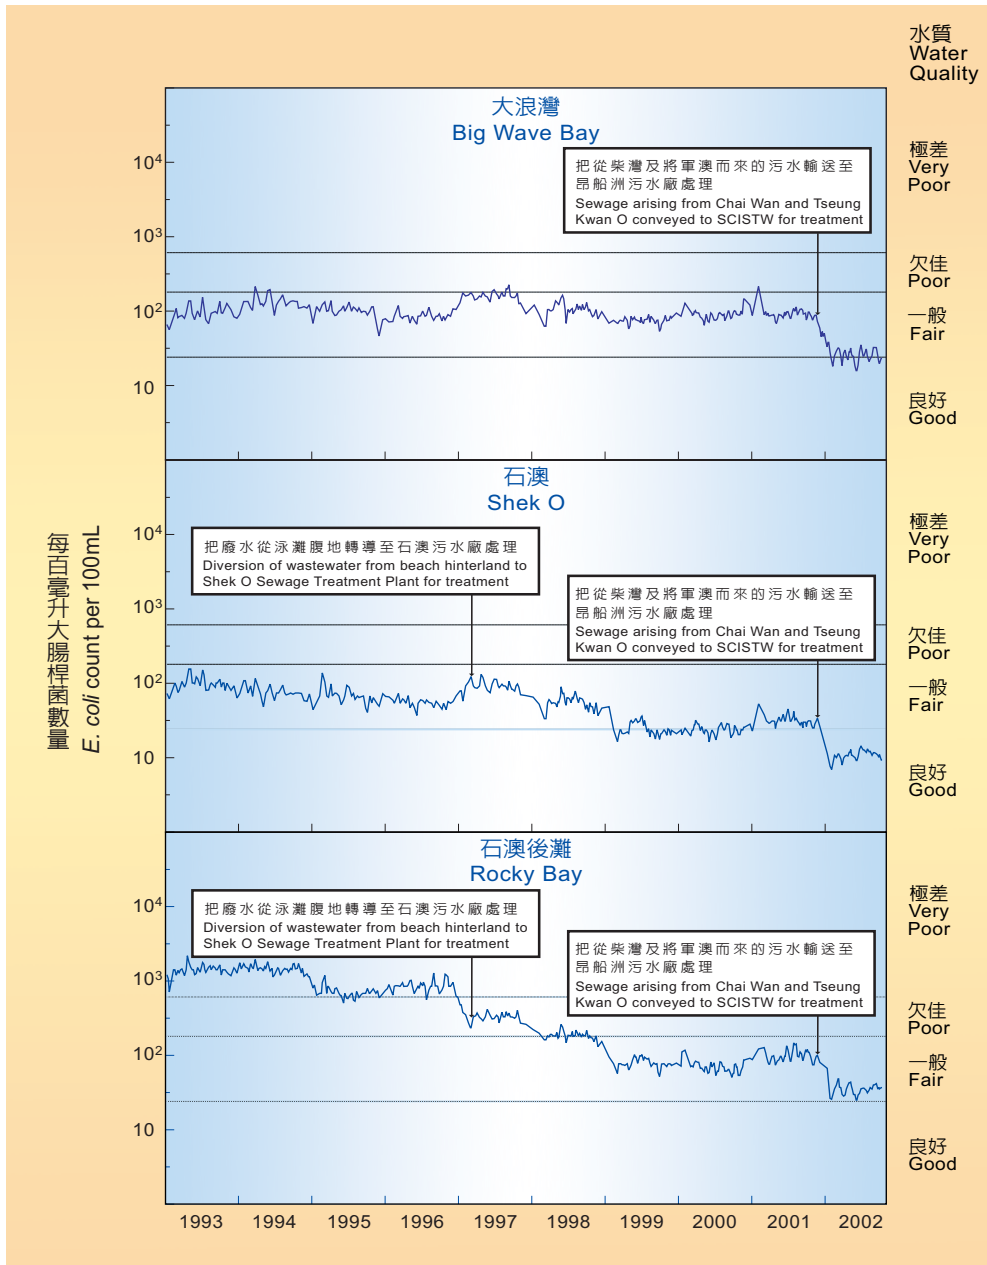 水質
Water
Quality
大浪灣
Big Wave Bay
把從柴灣及將軍澳而來的污水輸送至
昂船洲污水廠處理
Sewage arising from Chai Wan and Tseung
Kwan O conveyed to SCISTW for treatment
10⁴
10³
10²
10
極差
Very
Poor
欠佳
Poor
一般
Fair
良好
Good
石澳
Shek O
把廢水從泳灘腹地轉導至石澳污水廠處理
Diversion of wastewater from beach hinterland to
Shek O Sewage Treatment Plant for treatment
把從柴灣及將軍澳而來的污水輸送至
昂船洲污水廠處理
Sewage arising from Chai Wan and Tseung
Kwan O conveyed to SCISTW for treatment
10⁴
10³
10²
10
極差
Very
Poor
欠佳
Poor
一般
Fair
良好
Good
每百毫升大腸桿菌數量
E. coli count per 100mL
石澳後灘
Rocky Bay
把廢水從泳灘腹地轉導至石澳污水廠處理
Diversion of wastewater from beach hinterland to
Shek O Sewage Treatment Plant for treatment
把從柴灣及將軍澳而來的污水輸送至
昂船洲污水廠處理
Sewage arising from Chai Wan and Tseung
Kwan O conveyed to SCISTW for treatment
10⁴
10³
10²
10
極差
Very
Poor
欠佳
Poor
一般
Fair
良好
Good
1993 1994 1995 1996 1997 1998 1999 2000 2001 2002